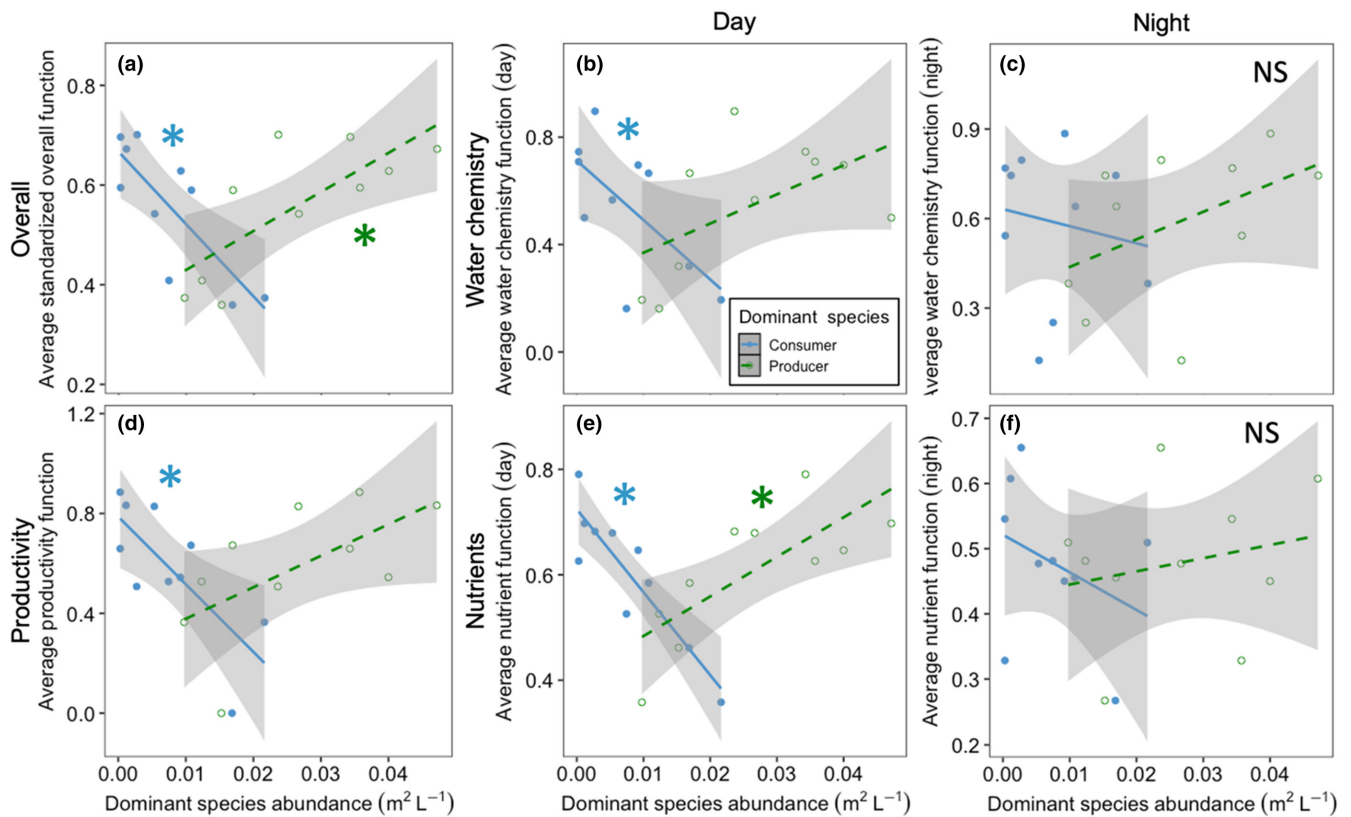 Day
Night
Overall
Average standardized overall function
(a)
0.8
0.6
0.4
0.2
*
*
Water chemistry
Average water chemistry function (day)
(b)
0.8
0.4
0.0
*
Dominant species
Consumer
Producer
Average water chemistry function (night)
(c)
NS
0.9
0.6
0.3
Productivity
Average productivity function
(d)
1.2
0.8
0.4
0.0
*
0.00 0.01 0.02 0.03 0.04
Dominant species abundance (m² L⁻¹)
Nutrients
Average nutrient function (day)
(e)
0.8
0.6
0.4
*
*
0.00 0.01 0.02 0.03 0.04
Dominant species abundance (m² L⁻¹)
Average nutrient function (night)
(f)
NS
0.7
0.6
0.5
0.4
0.3
0.2
0.00 0.01 0.02 0.03 0.04
Dominant species abundance (m² L⁻¹)